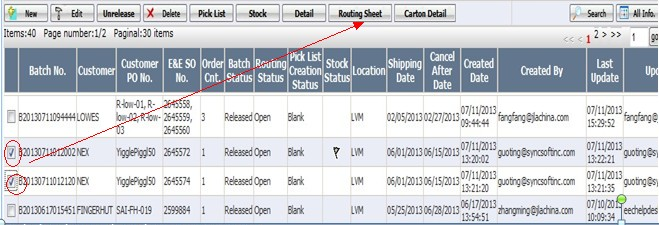 New Edit Unrelease Delete Pick List Stock Detail Routing Sheet Carton Detail Search All Info.
Items:40 Page number:1/2 Paginal:30 items << < 1 2 > >> 1 go
Batch No. Customer Customer PO No. E&E SO No. Order Cnt. Batch Status Routing Status Pick List Creation Status Stock Status Location Shipping Date Cancel After Date Created Date Created By Last Update Upd
B20130711094444 LOWES R-low-01, R-low-02, R-low-03 2645558, 2645559, 2645560 3 Released Open Blank LVM 02/05/2013 02/27/2013 07/11/2013 09:44:44 fangfang@jlachina.com 07/11/2013 15:29:52 fangfang@
B20130711012002 NEX YigglePiggl50 2645572 1 Released Open Blank LVM 06/01/2013 06/15/2013 07/11/2013 13:20:02 guoting@syncsoftinc.com 07/11/2013 13:22:21 guoting@sy
B20130711012120 NEX YigglePiggl50 2645574 1 Released Open Blank LVM 06/01/2013 06/15/2013 07/11/2013 13:21:20 guoting@syncsoftinc.com 07/11/2013 13:21:35 guoting@sy
B20130617015451 FINGERHUT SAI-FH-019 2599884 1 Released Open Blank LVM 05/25/2013 06/28/2013 06/17/2013 13:54:51 zhangming@jlachina.com 07/10/2013 10:09:34 eechelpdesk